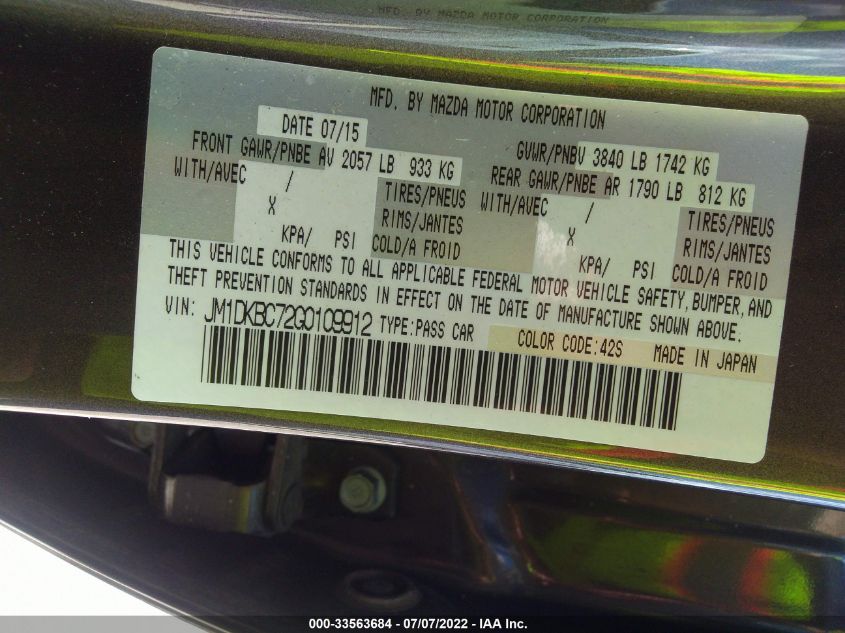 MFD. BY MAZDA MOTOR CORPORATION
MFD. BY MAZDA MOTOR CORPORATION
DATE 07/15
GVWR/PNBV 3840 LB 1742 KG
FRONT GAWR/PNBE AV 2057 LB 933 KG
REAR GAWR/PNBE AR 1790 LB 812 KG
WITH/AVEC / TIRES/PNEUS
WITH/AVEC / TIRES/PNEUS
X RIMS/JANTES
X RIMS/JANTES
KPA/ PSI COLD/A FROID
KPA/ PSI COLD/A FROID
THIS VEHICLE CONFORMS TO ALL APPLICABLE FEDERAL MOTOR VEHICLE SAFETY, BUMPER, AND
THEFT PREVENTION STANDARDS IN EFFECT ON THE DATE OF MANUFACTURE SHOWN ABOVE.
VIN: JM1DKBC72G0109912 TYPE:PASS CAR
COLOR CODE:42S MADE IN JAPAN
000-33563684 - 07/07/2022 - IAA Inc.